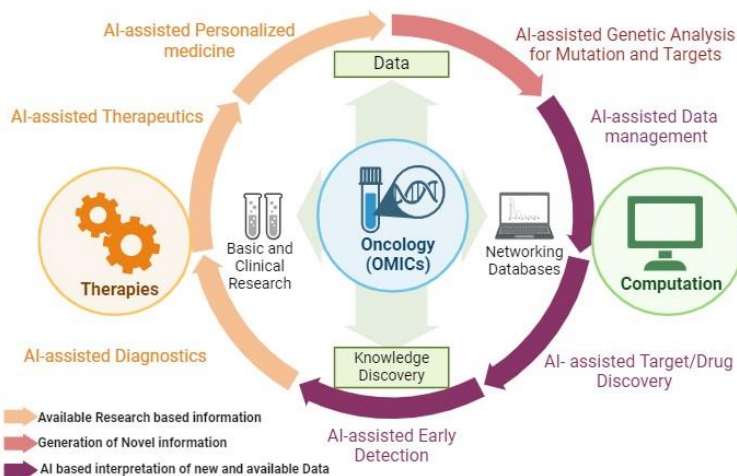 AI-assisted Personalized
medicine
AI-assisted Genetic Analysis
for Mutation and Targets
Data
AI-assisted Therapeutics
AI-assisted Data
management
Therapies
Basic and
Clinical
Research
Oncology
(OMICs)
Networking
Databases
Computation
AI-assisted Diagnostics
Knowledge
Discovery
AI- assisted Target/Drug
Discovery
AI-assisted Early
Detection
Available Research based information
Generation of Novel information
AI based interpretation of new and available Data